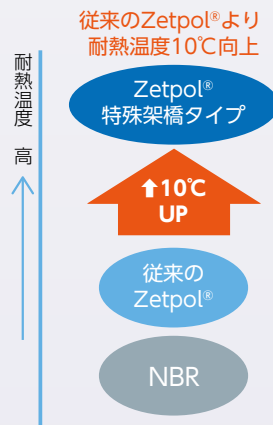 従来のZetpol®より
耐熱温度10℃向上
耐熱温度 高
Zetpol®
特殊架橋タイプ
⬆10℃
UP
従来の
Zetpol®
NBR